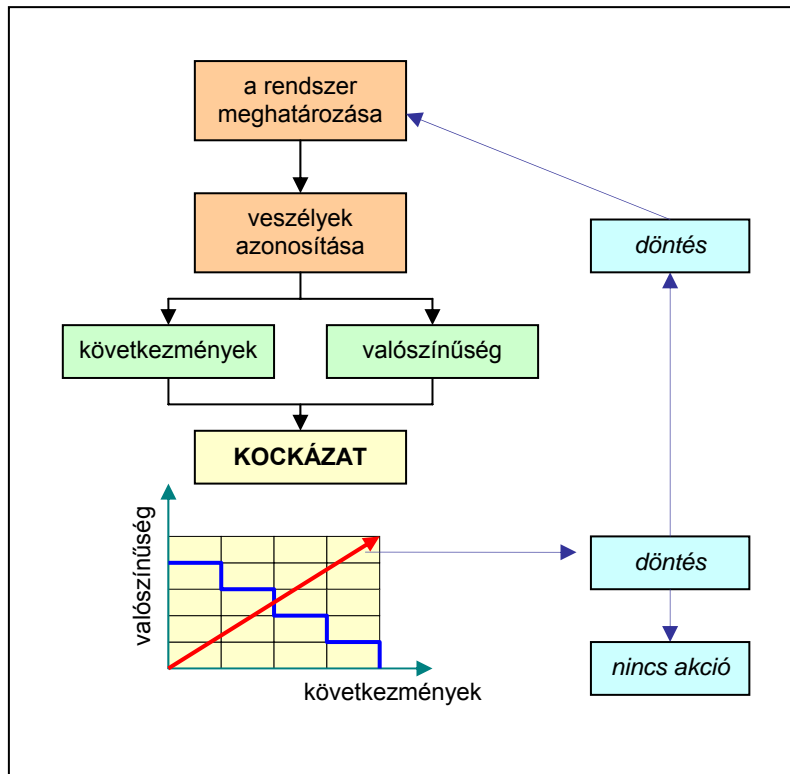 a rendszer
meghatározása
veszélyek
azonosítása
döntés
következmények
valószínűség
KOCKÁZAT
valószínűség
döntés
következmények
nincs akció